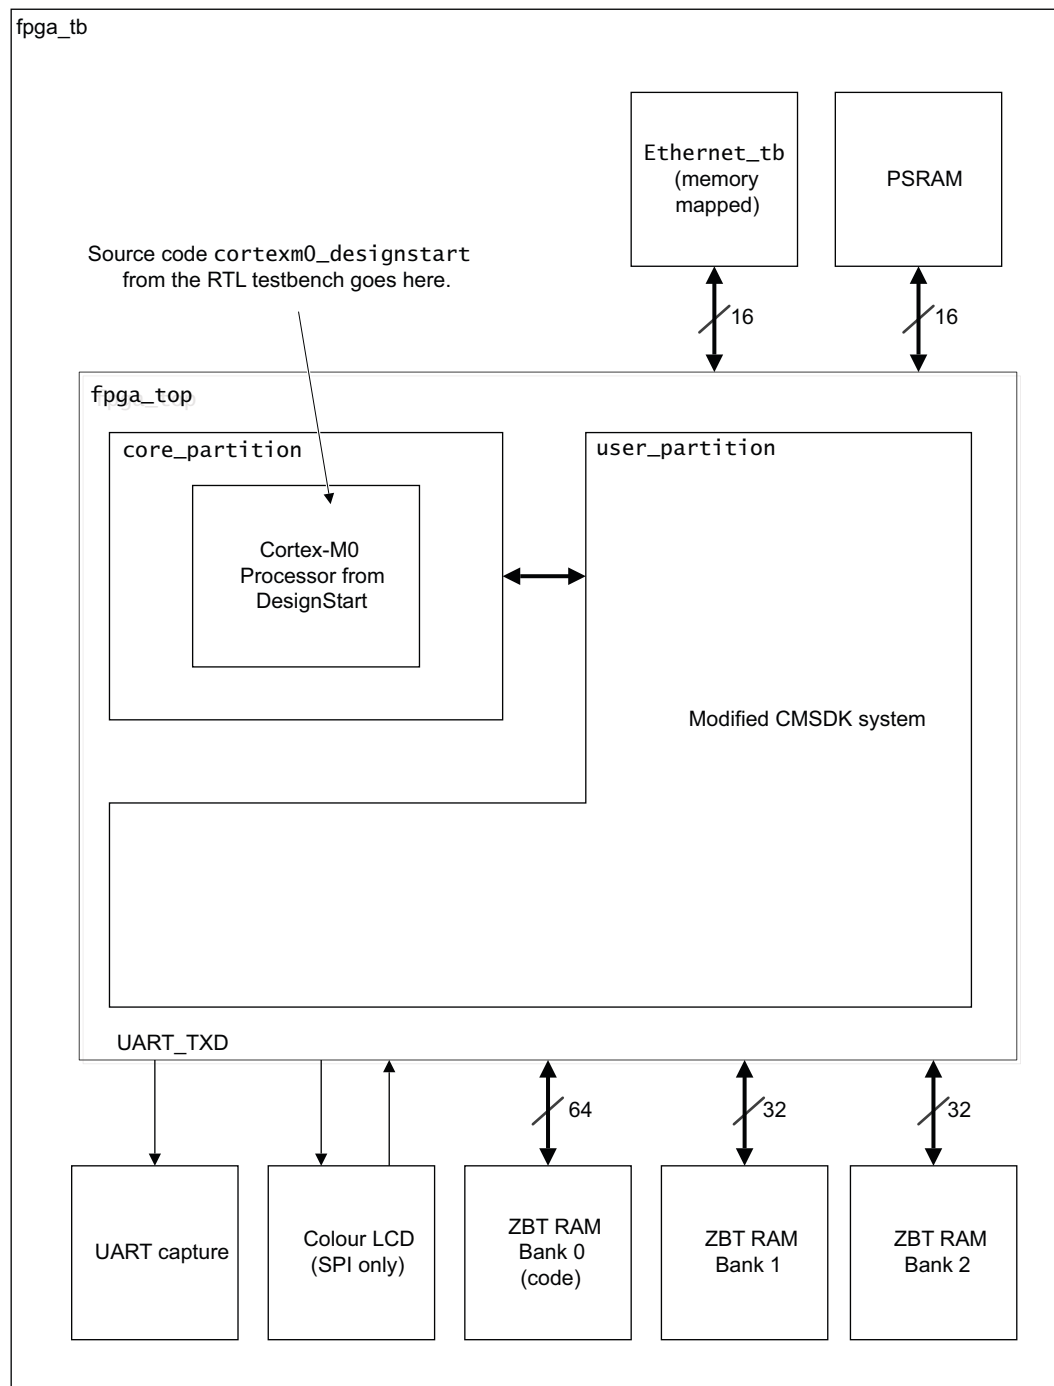 fpga_tb
Ethernet_tb
(memory
mapped)
PSRAM
Source code cortexm0_designstart
from the RTL testbench goes here.
16
16
fpga_top
core_partition
user_partition
Cortex-M0
Processor from
DesignStart
Modified CMSDK system
UART_TXD
64
32
32
UART capture
Colour LCD
(SPI only)
ZBT RAM
Bank 0
(code)
ZBT RAM
Bank 1
ZBT RAM
Bank 2